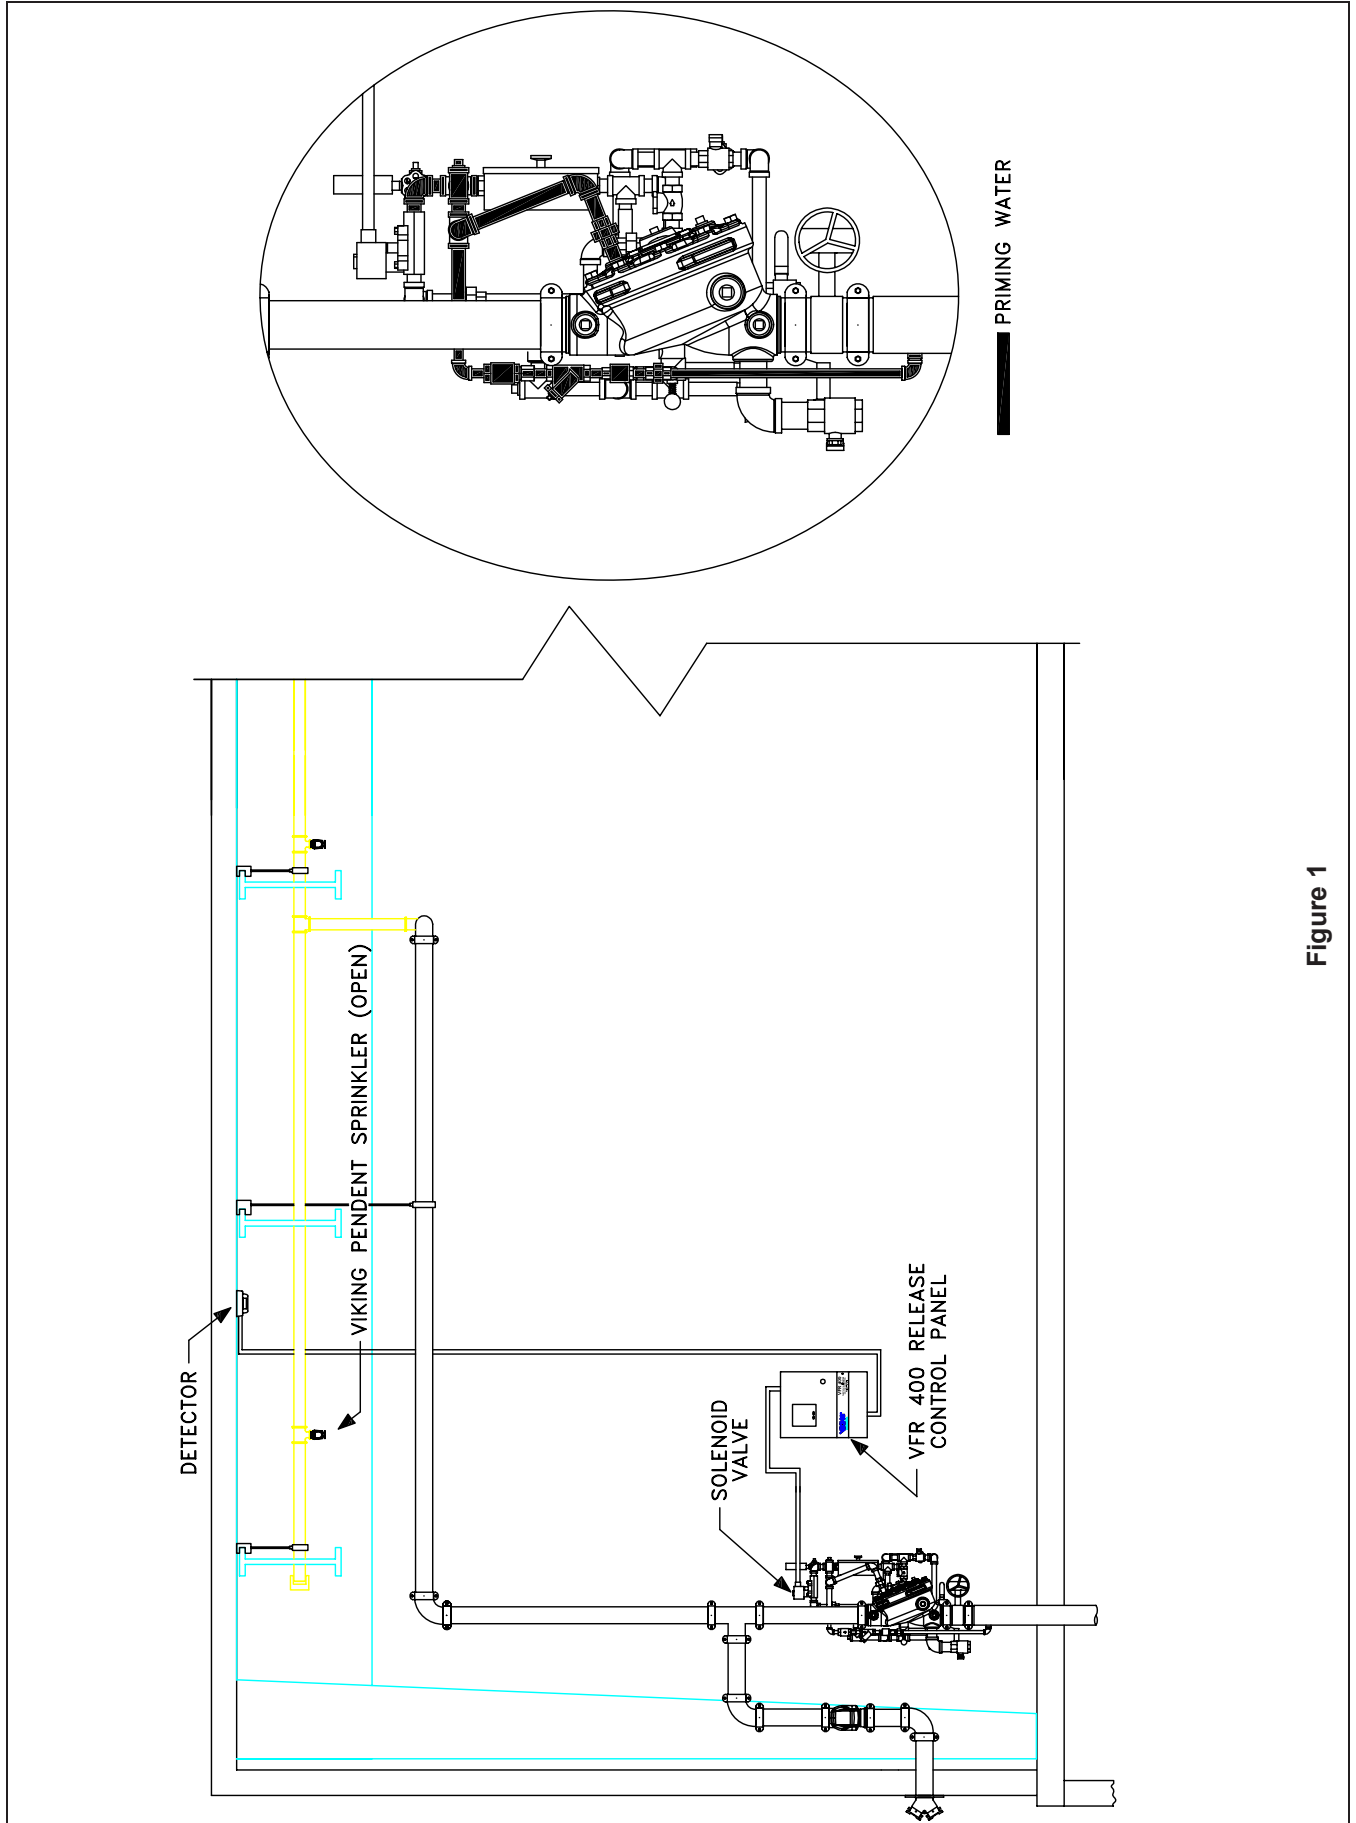 PRIMING WATER
DETECTOR
VIKING PENDENT SPRINKLER (OPEN)
SOLENOID
VALVE
VFR 400 RELEASE
CONTROL PANEL
Figure 1